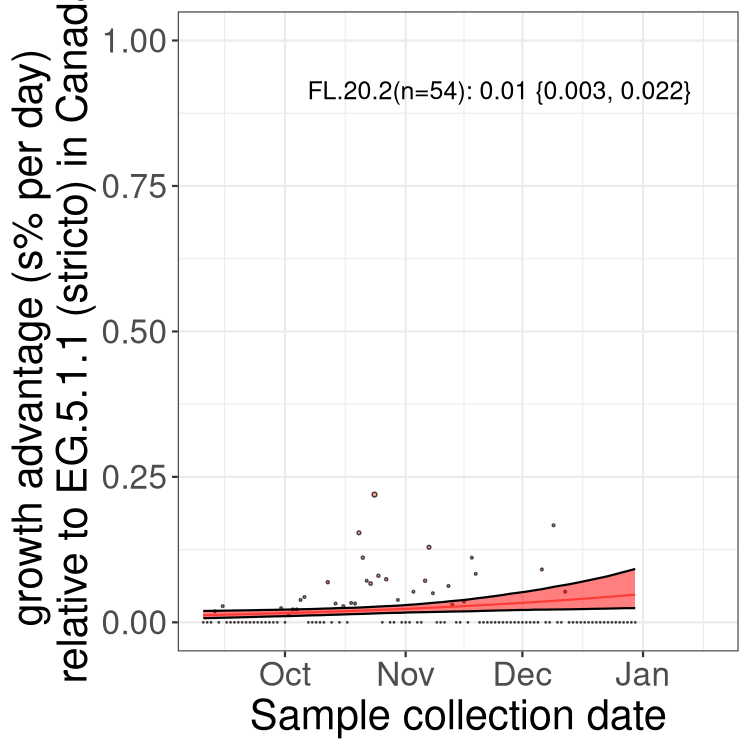 growth advantage (s% per day)
relative to EG.5.1.1 (stricto) in Canada
1.00
0.75
0.50
0.25
0.00
FL.20.2(n=54): 0.01 {0.003, 0.022}
Oct Nov Dec Jan
Sample collection date